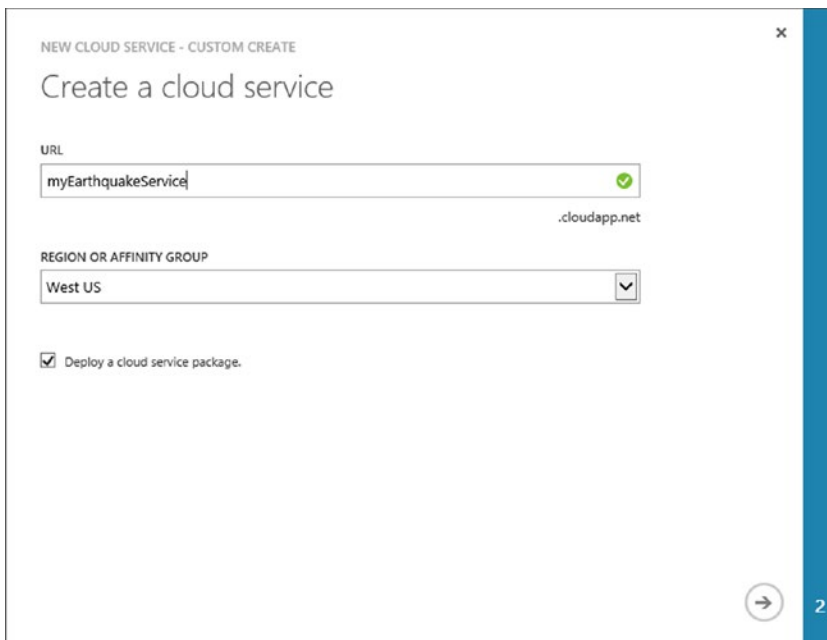 NEW CLOUD SERVICE - CUSTOM CREATE
Create a cloud service
URL
myEarthquakeService
.cloudapp.net
REGION OR AFFINITY GROUP
West US
Deploy a cloud service package.
2